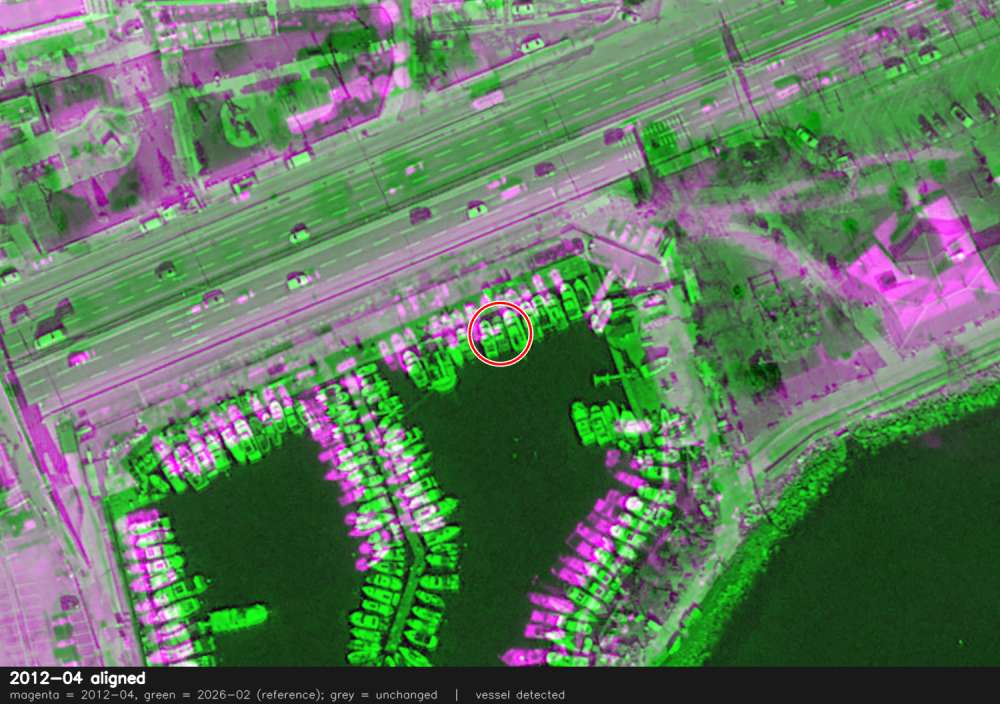 2012-04 aligned
magenta = 2012-04, green = 2026-02 (reference); grey = unchanged | vessel detected